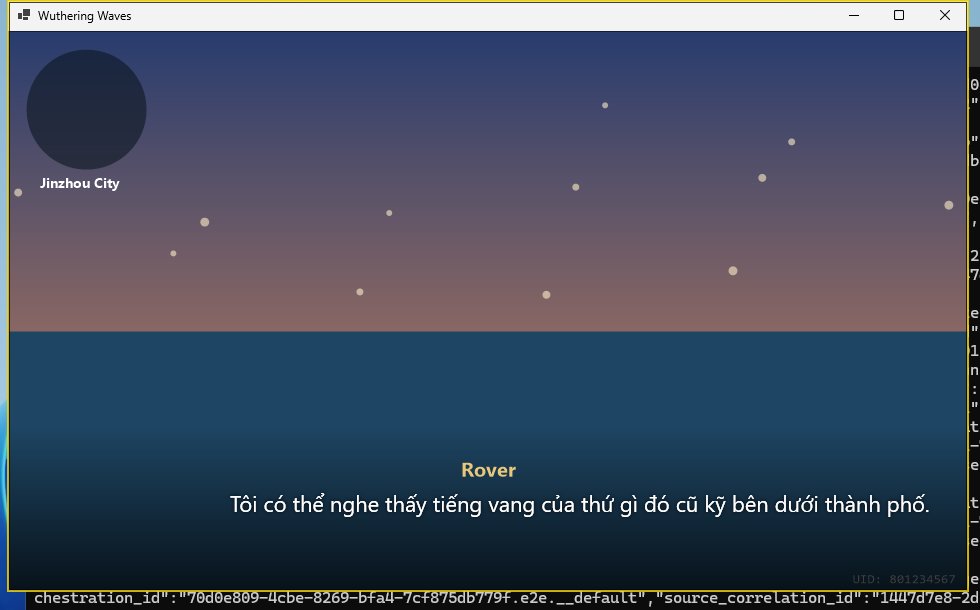 Wuthering Waves
Jinzhou City
Rover
Tôi có thể nghe thấy tiếng vang của thứ gì đó cũ kỹ bên dưới thành phố.
UID: 801234567
chestration_id":"70d0e809-4cbe-8269-bfa4-7cf875db779f.e2e.__default","source_correlation_id":"1447d7e8-2d